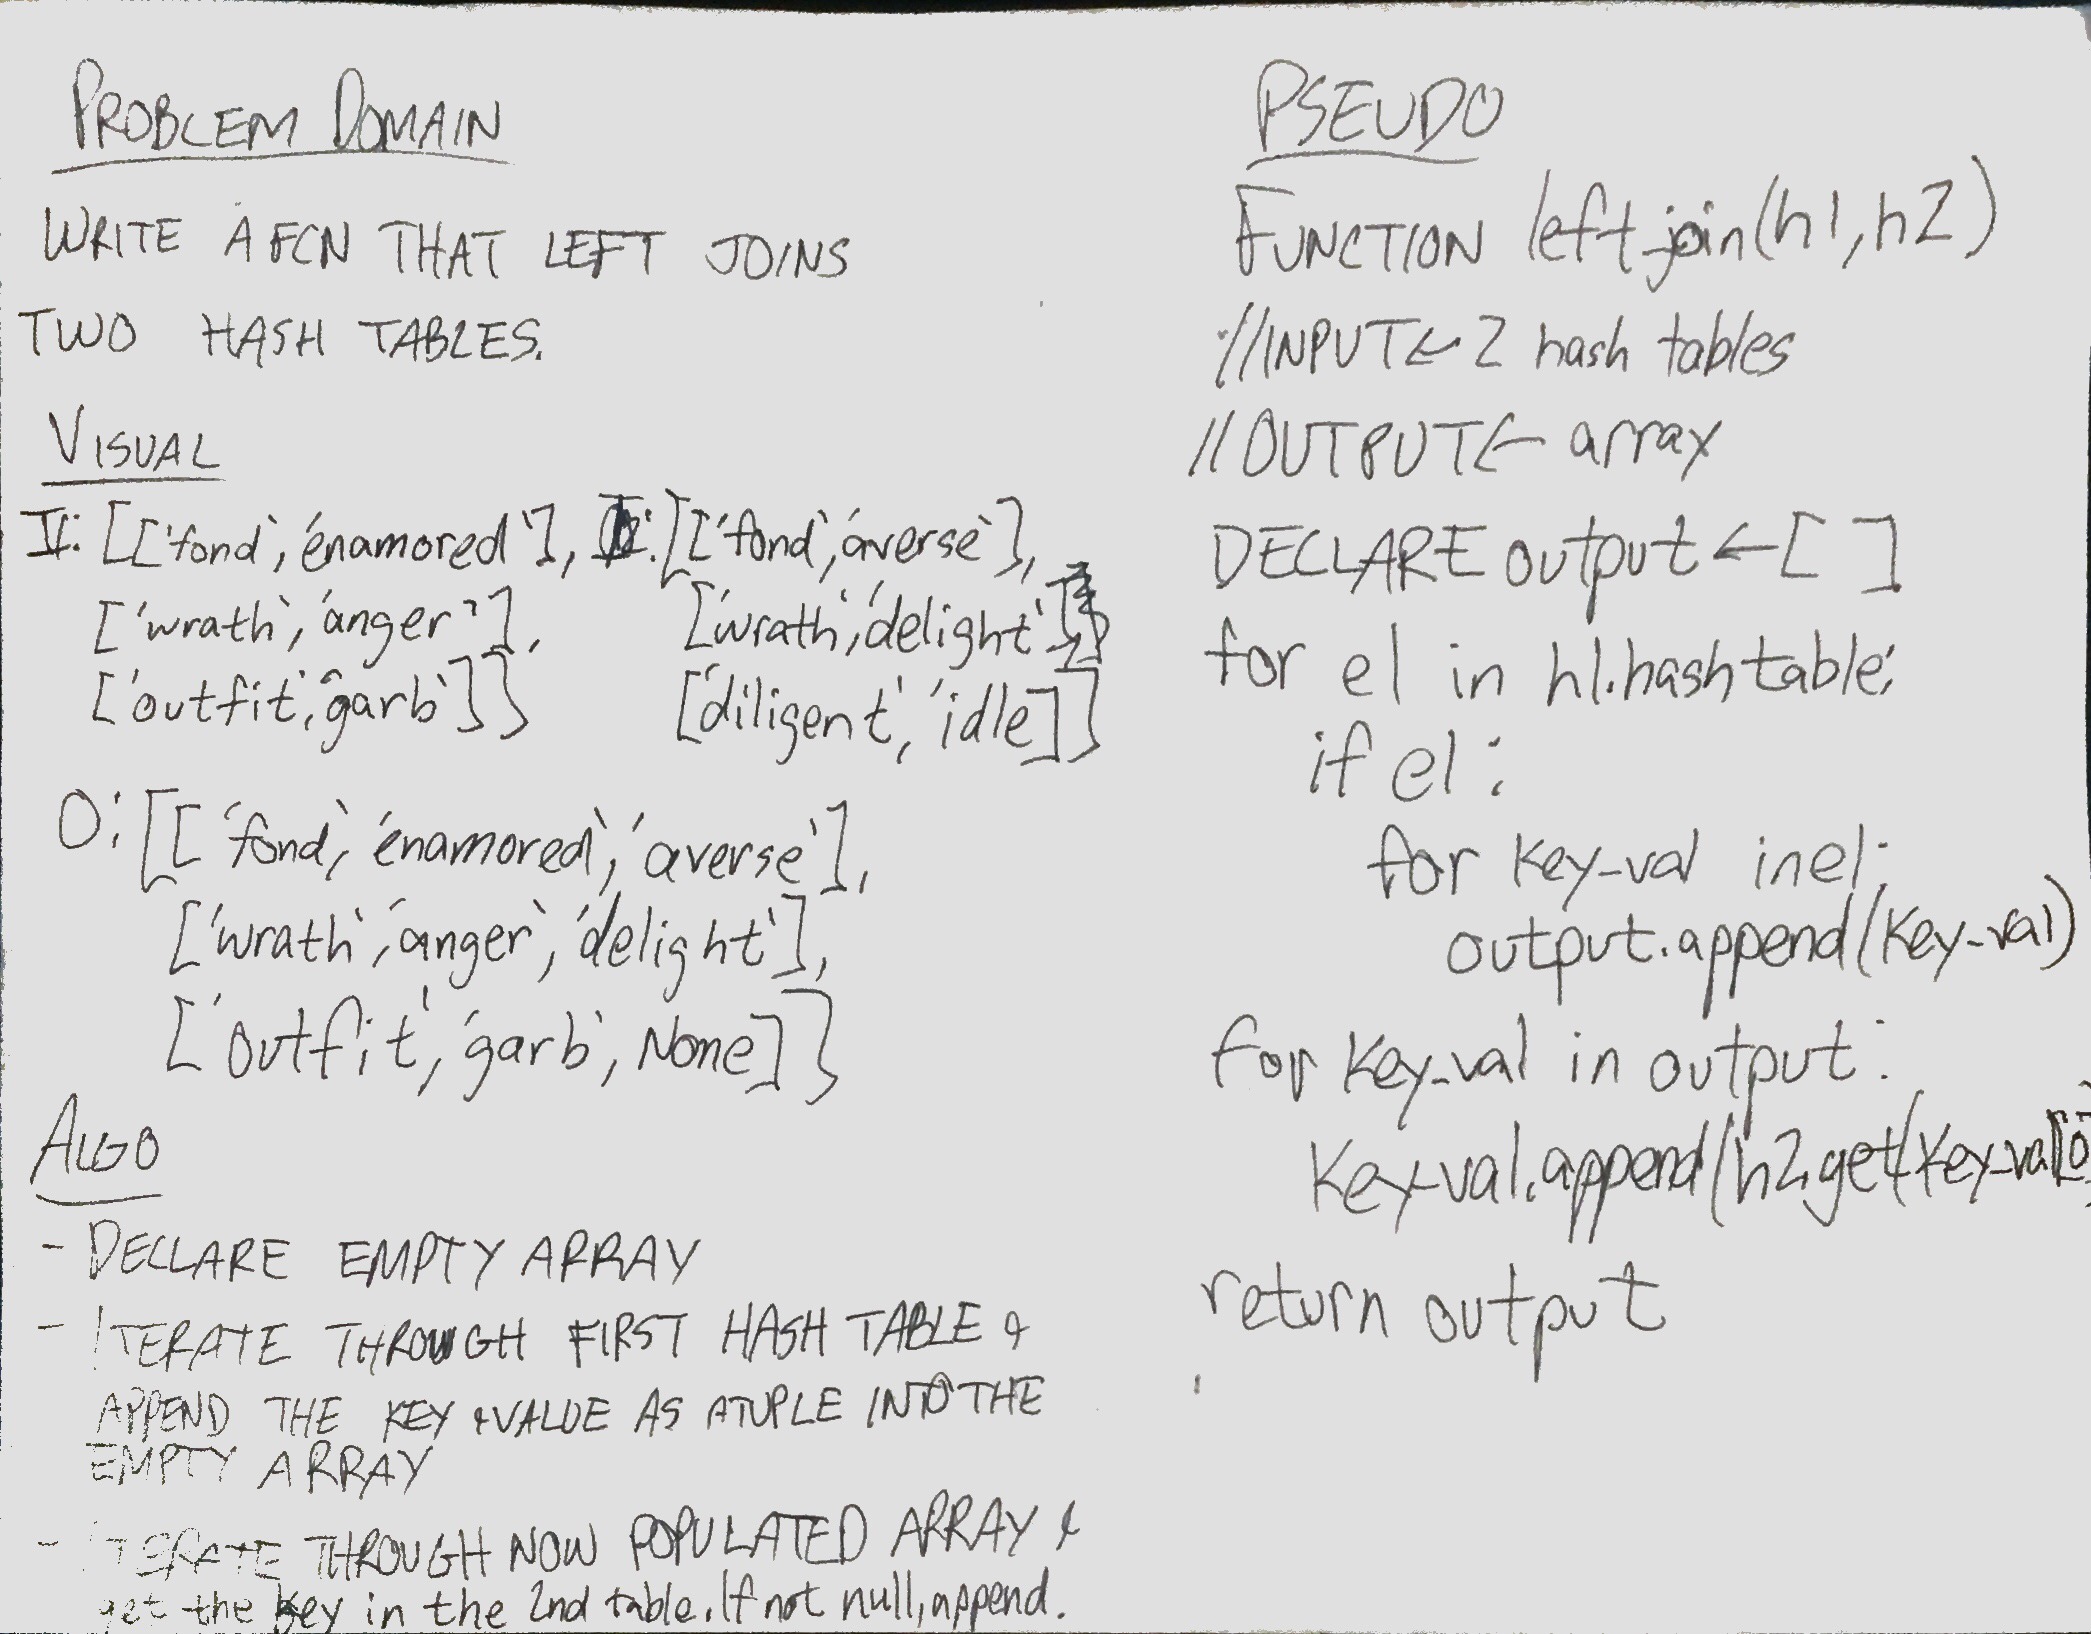 PROBLEM DOMAIN
WRITE A FCN THAT LEFT JOINS
TWO HASH TABLES.
VISUAL
I: [['fond', 'enamored'],
['wrath', 'anger'],
['outfit', 'garb']]
[['fond', 'averse'],
['wrath', 'delight'],
['diligent', 'idle]]
O: [['fond', 'enamored', 'averse'],
['wrath', 'anger', 'delight'],
['outfit', 'garb', None]]
ALGO
- DECLARE EMPTY ARRAY
- ITERATE THROUGH FIRST HASH TABLE &
APPEND THE KEY & VALUE AS A TUPLE INTO THE
EMPTY ARRAY
- ITERATE THROUGH NOW POPULATED ARRAY &
get the key in the 2nd table. If not null, append.
PSEUDO
FUNCTION left_join(h1, h2)
//INPUT ← 2 hash tables
//OUTPUT ← array
DECLARE output ← [ ]
for el in h1.hashtable:
if el:
for key-val in el:
output.append(key-val)
for key-val in output:
key-val.append(h2.get(key-val[0]
return output